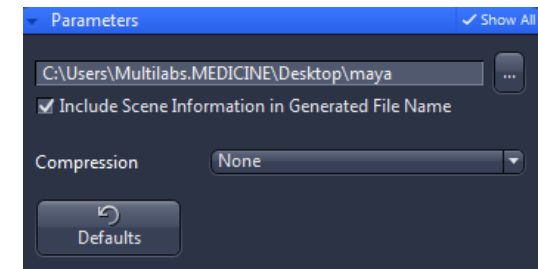 Parameters
Show All
C:\Users\Multilabs.MEDICINE\Desktop\maya
...
Include Scene Information in Generated File Name
Compression
None
Defaults